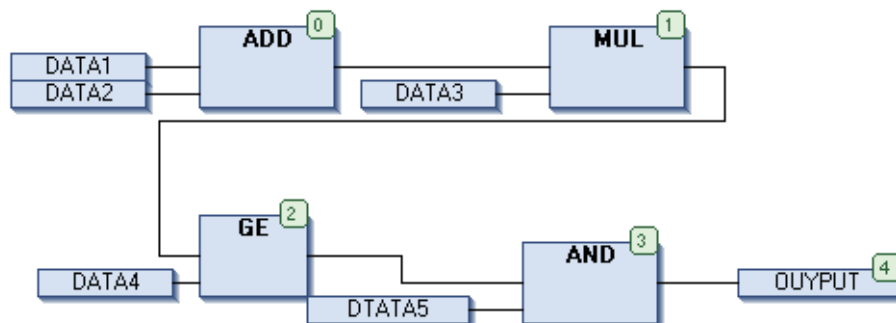 ADD 0
MUL 1
DATA1
DATA2
DATA3
GE 2
AND 3
DATA4
DTATA5
OUYPUT 4